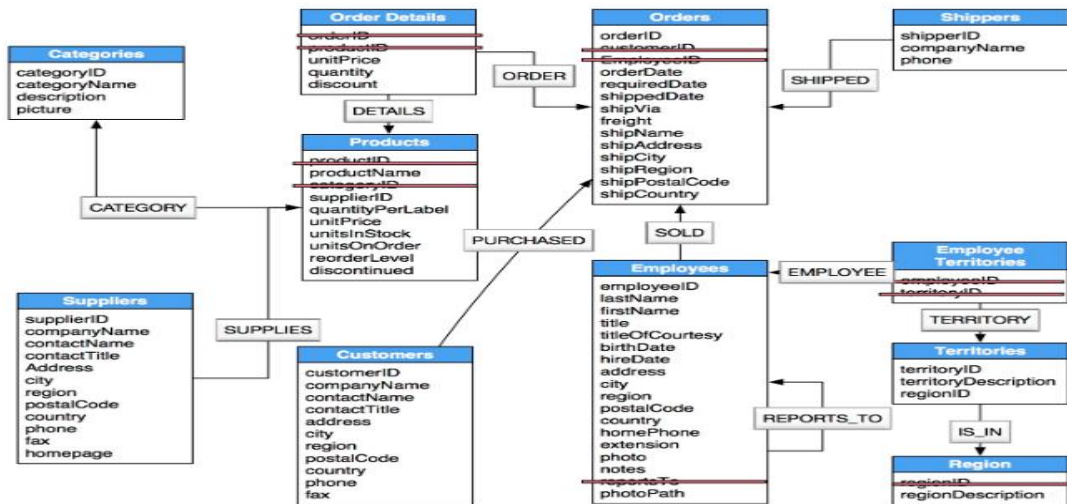 Categories
categoryID
categoryName
description
picture
Order Details
orderID
productID
unitPrice
quantity
discount
Orders
orderID
customerID
EmployeeID
orderDate
requiredDate
shippedDate
shipVia
freight
shipName
shipAddress
shipCity
shipRegion
shipPostalCode
shipCountry
Shippers
shipperID
companyName
phone
ORDER
SHIPPED
DETAILS
Products
productID
productName
categoryID
supplierID
quantityPerLabel
unitPrice
unitsInStock
unitsOnOrder
reorderLevel
discontinued
CATEGORY
PURCHASED
SOLD
Suppliers
supplierID
companyName
contactName
contactTitle
Address
city
region
postalCode
country
phone
fax
homepage
SUPPLIES
Customers
customerID
companyName
contactName
contactTitle
address
city
region
postalCode
country
phone
fax
Employees
employeeID
lastName
firstName
title
titleOfCourtesy
birthDate
hireDate
address
city
region
postalCode
country
homePhone
extension
photo
notes
reportsTo
photoPath
EMPLOYEE
Employee
Territories
employeeID
territoryID
TERRITORY
Territories
territoryID
territoryDescription
regionID
REPORTS_TO
IS_IN
Region
regionID
regionDescription